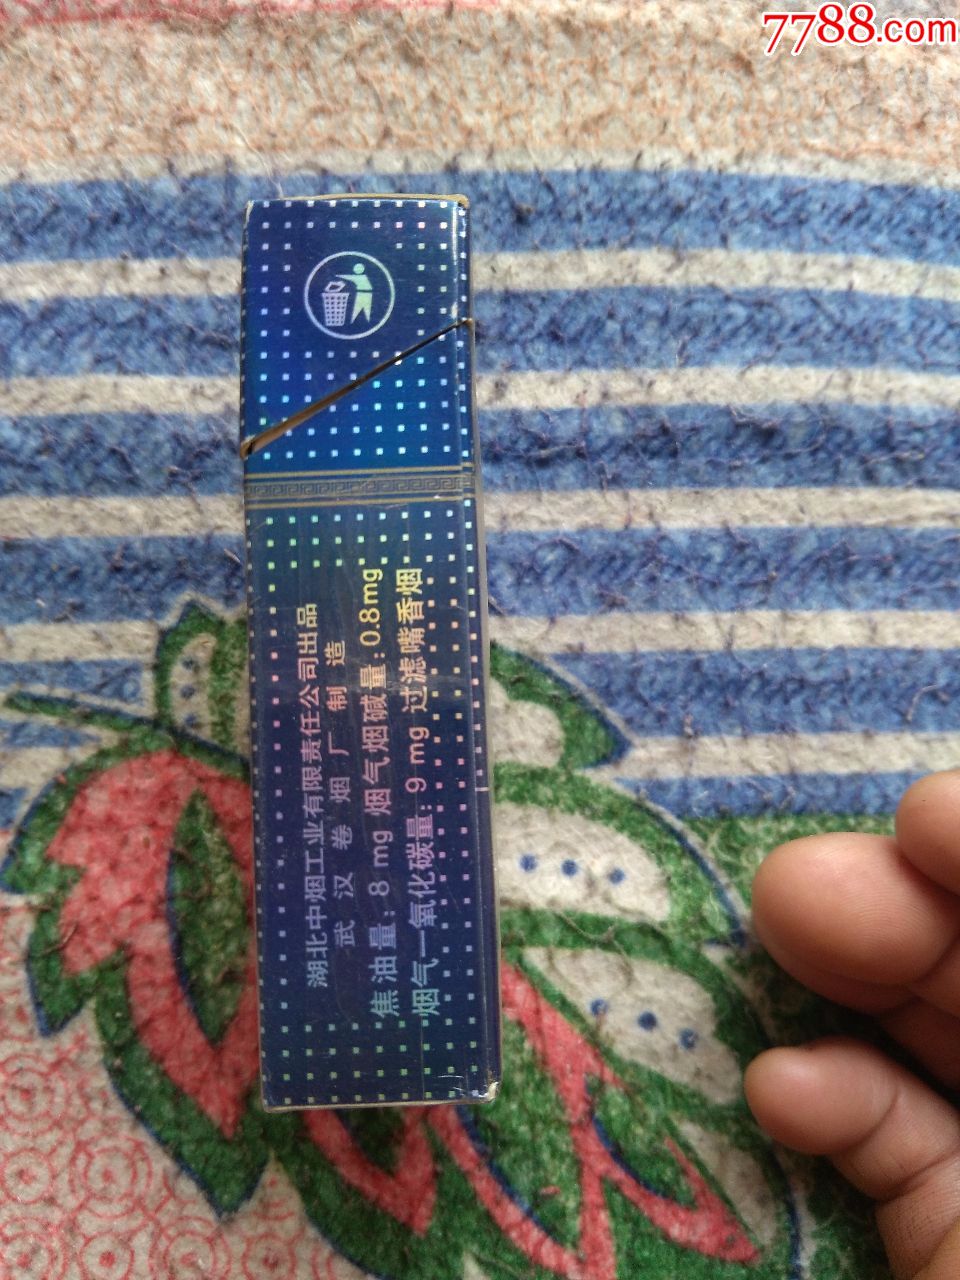 7788.com
湖北中烟工业有限责任公司出品
武汉卷烟厂制造
焦油量：8 mg 烟气烟碱量：0.8mg
烟气一氧化碳量：9 mg 过滤嘴香烟